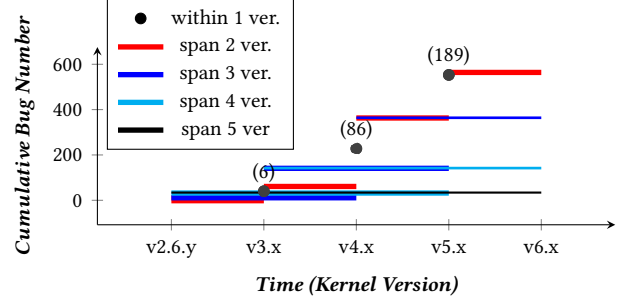 within 1 ver.
span 2 ver.
span 3 ver.
span 4 ver.
span 5 ver
Cumulative Bug Number
600
400
200
0
(189)
(86)
(6)
v2.6.y v3.x v4.x v5.x v6.x
Time (Kernel Version)